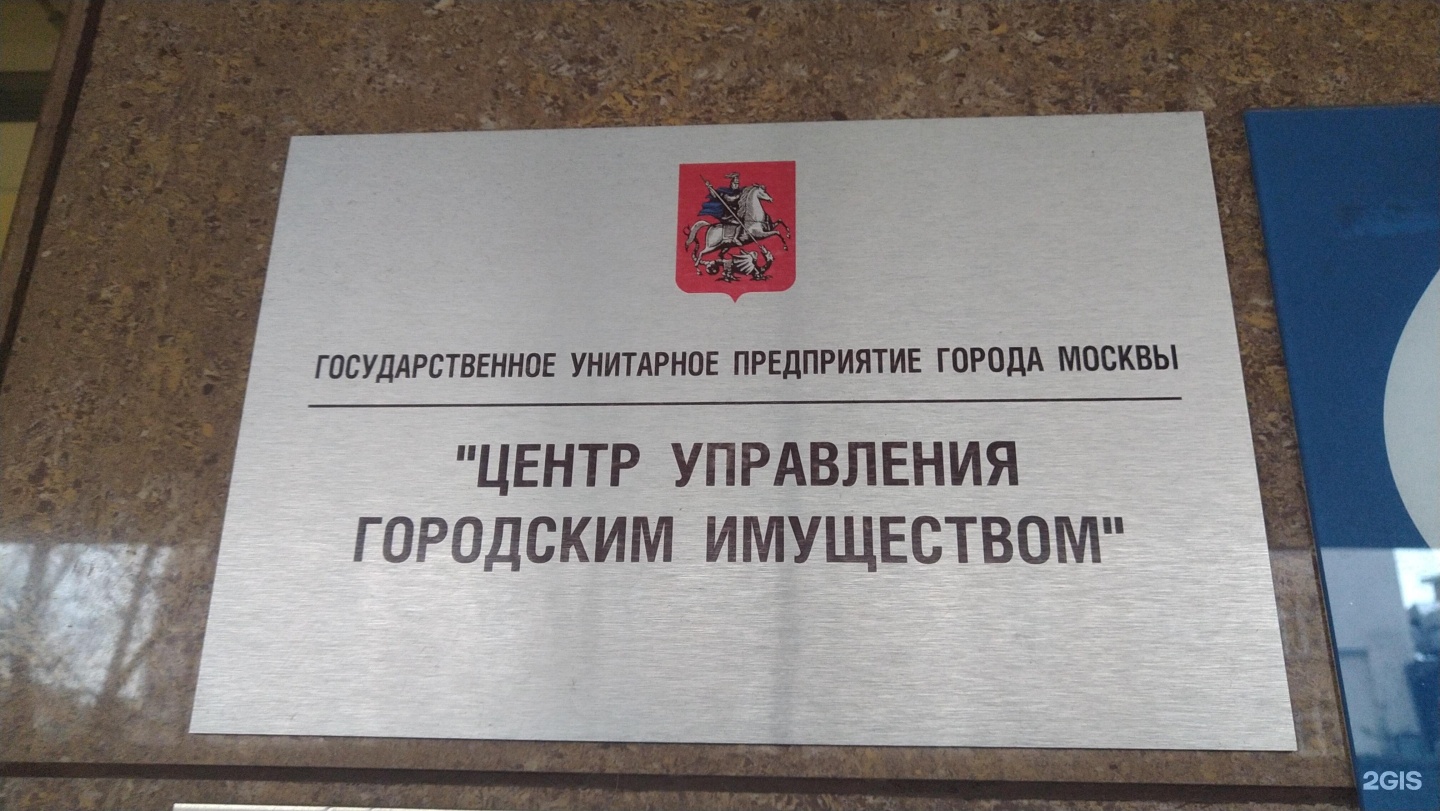 ГОСУДАРСТВЕННОЕ УНИТАРНОЕ ПРЕДПРИЯТИЕ ГОРОДА МОСКВЫ
"ЦЕНТР УПРАВЛЕНИЯ
ГОРОДСКИМ ИМУЩЕСТВОМ"
2GIS